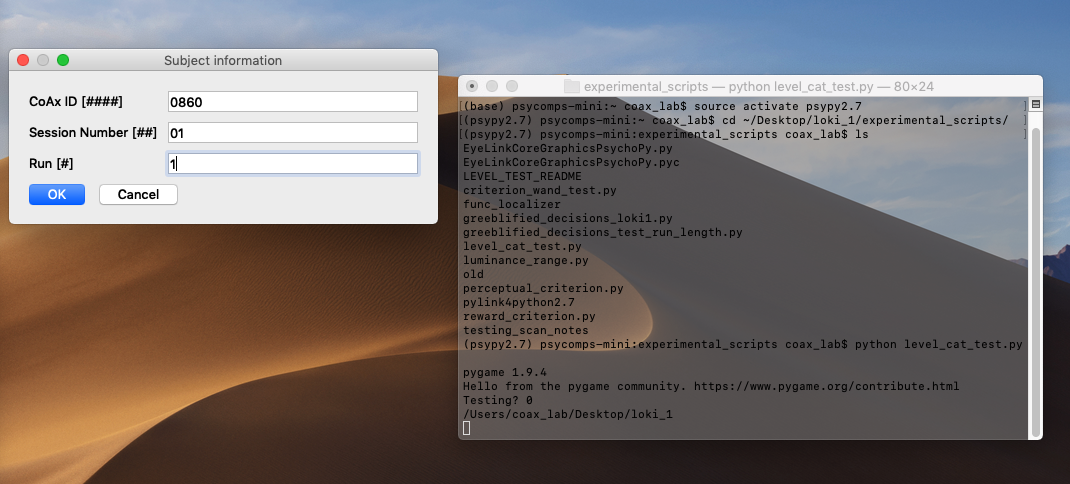 Subject information
CoAx ID [####]
0860
Session Number [##]
01
Run [#]
1
OK
Cancel
experimental_scripts — python level_cat_test.py — 80×24
[(base) psycomps-mini:~ coax_lab$ source activate psypy2.7 ]
[(psypy2.7) psycomps-mini:~ coax_lab$ cd ~/Desktop/loki_1/experimental_scripts/ ]
[(psypy2.7) psycomps-mini:experimental_scripts coax_lab$ ls ]
EyeLinkCoreGraphicsPsychoPy.py
EyeLinkCoreGraphicsPsychoPy.pyc
LEVEL_TEST_README
criterion_wand_test.py
func_localizer
greeblified_decisions_loki1.py
greeblified_decisions_test_run_length.py
level_cat_test.py
luminance_range.py
old
perceptual_criterion.py
pylink4python2.7
reward_criterion.py
testing_scan_notes
(psypy2.7) psycomps-mini:experimental_scripts coax_lab$ python level_cat_test.py
pygame 1.9.4
Hello from the pygame community. https://www.pygame.org/contribute.html
Testing? 0
/Users/coax_lab/Desktop/loki_1